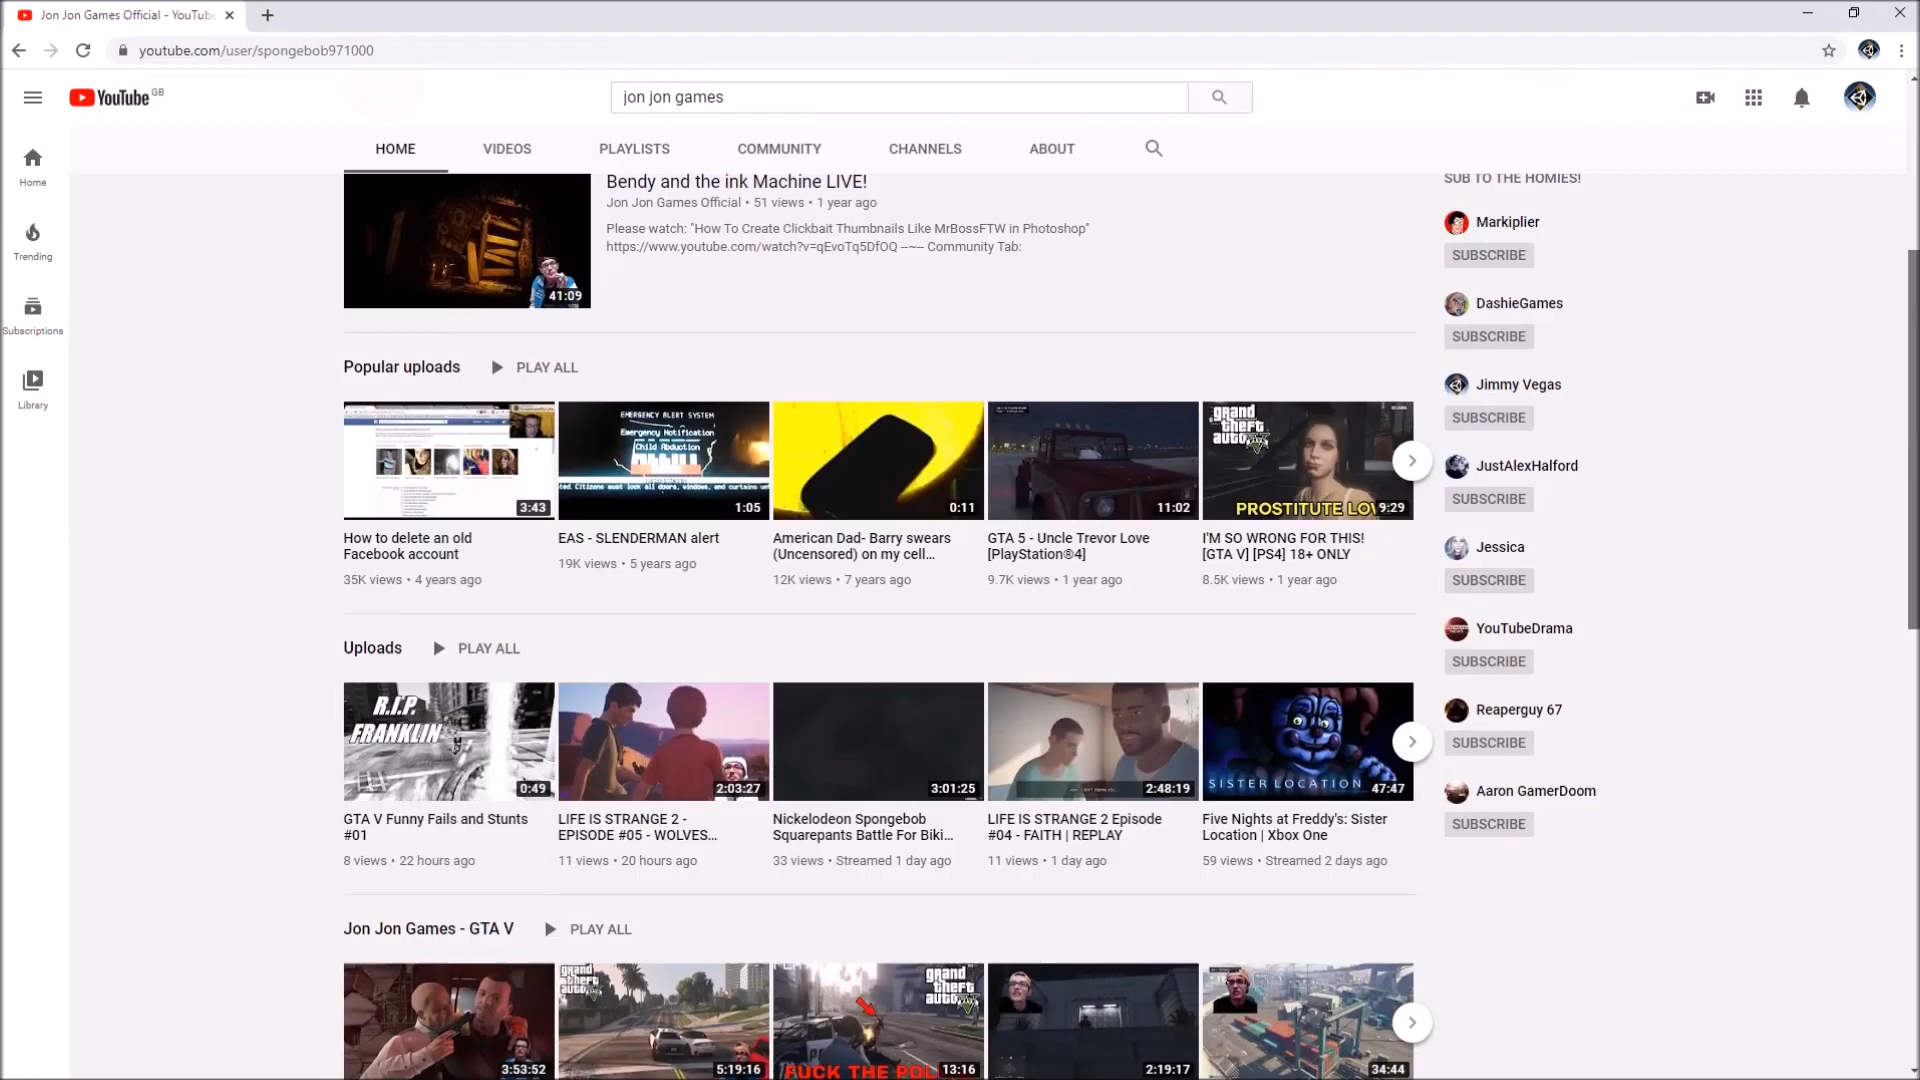 Jon Jon Games Official - YouTube
youtube.com/user/spongebob971000
YouTube GB
jon jon games
HOME
VIDEOS
PLAYLISTS
COMMUNITY
CHANNELS
ABOUT
Home
Trending
Subscriptions
Library
Bendy and the ink Machine LIVE!
Jon Jon Games Official • 51 views • 1 year ago
Please watch: "How To Create Clickbait Thumbnails Like MrBossFTW in Photoshop"
https://www.youtube.com/watch?v=qEvoTq5DfOQ --~-- Community Tab:
41:09
Popular uploads
PLAY ALL
EMERGENCY ALERT SYSTEM
Emergency Notification
Child Abduction
ted. Citizens must lock all doors, windows, and curtains un
grand
theft
auto V
PROSTITUTE LOV
3:43
1:05
0:11
11:02
9:29
How to delete an old
Facebook account
35K views • 4 years ago
EAS - SLENDERMAN alert
19K views • 5 years ago
American Dad- Barry swears
(Uncensored) on my cell...
12K views • 7 years ago
GTA 5 - Uncle Trevor Love
[PlayStation®4]
9.7K views • 1 year ago
I'M SO WRONG FOR THIS!
[GTA V] [PS4] 18+ ONLY
8.5K views • 1 year ago
Uploads
PLAY ALL
R.I.P.
FRANKLIN
SISTER LOCATION
0:49
2:03:27
3:01:25
2:48:19
47:47
GTA V Funny Fails and Stunts
#01
8 views • 22 hours ago
LIFE IS STRANGE 2 -
EPISODE #05 - WOLVES...
11 views • 20 hours ago
Nickelodeon Spongebob
Squarepants Battle For Biki...
33 views • Streamed 1 day ago
LIFE IS STRANGE 2 Episode
#04 - FAITH | REPLAY
11 views • 1 day ago
Five Nights at Freddy's: Sister
Location | Xbox One
59 views • Streamed 2 days ago
Jon Jon Games - GTA V
PLAY ALL
grand
theft
auto V
grand
theft
auto V
FUCK THE POL
3:53:52
5:19:16
13:16
2:19:17
34:44
SUB TO THE HOMIES!
Markiplier
SUBSCRIBE
DashieGames
SUBSCRIBE
Jimmy Vegas
SUBSCRIBE
JustAlexHalford
SUBSCRIBE
Jessica
SUBSCRIBE
YouTubeDrama
SUBSCRIBE
Reaperguy 67
SUBSCRIBE
Aaron GamerDoom
SUBSCRIBE